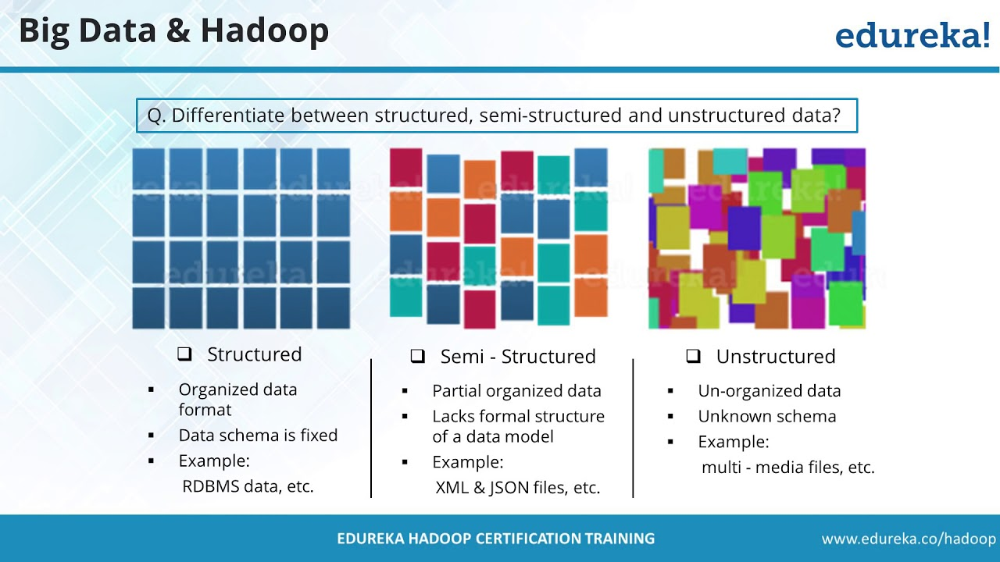 Big Data & Hadoop
edureka!
Q. Differentiate between structured, semi-structured and unstructured data?
edureka!
edureka!
edureka!
❑ Structured
▪ Organized data
format
▪ Data schema is fixed
▪ Example:
RDBMS data, etc.
❑ Semi - Structured
▪ Partial organized data
▪ Lacks formal structure
of a data model
▪ Example:
XML & JSON files, etc.
❑ Unstructured
▪ Un-organized data
▪ Unknown schema
▪ Example:
multi - media files, etc.
EDUREKA HADOOP CERTIFICATION TRAINING
www.edureka.co/hadoop